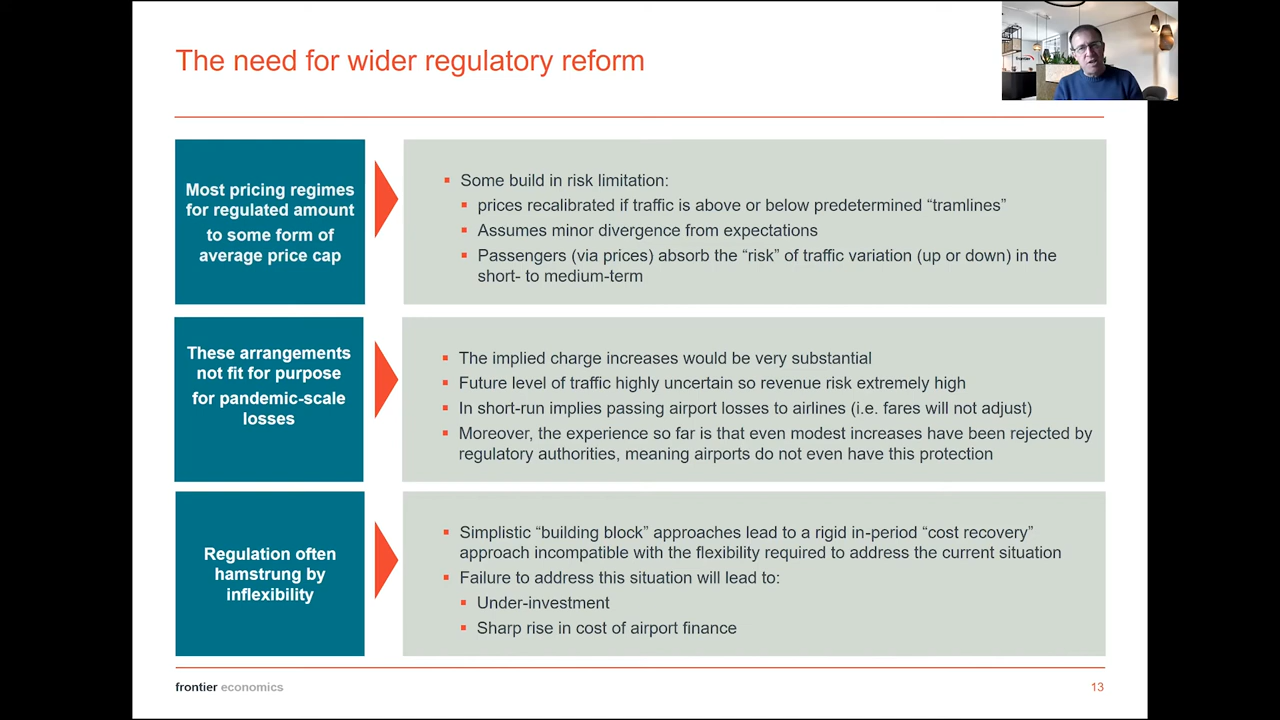 The need for wider regulatory reform
Most pricing regimes
for regulated amount
to some form of
average price cap
Some build in risk limitation:
prices recalibrated if traffic is above or below predetermined “tramlines”
Assumes minor divergence from expectations
Passengers (via prices) absorb the “risk” of traffic variation (up or down) in the
short- to medium-term
These arrangements
not fit for purpose
for pandemic-scale
losses
The implied charge increases would be very substantial
Future level of traffic highly uncertain so revenue risk extremely high
In short-run implies passing airport losses to airlines (i.e. fares will not adjust)
Moreover, the experience so far is that even modest increases have been rejected by
regulatory authorities, meaning airports do not even have this protection
Regulation often
hamstrung by
inflexibility
Simplistic “building block” approaches lead to a rigid in-period “cost recovery”
approach incompatible with the flexibility required to address the current situation
Failure to address this situation will lead to:
Under-investment
Sharp rise in cost of airport finance
frontier economics
13